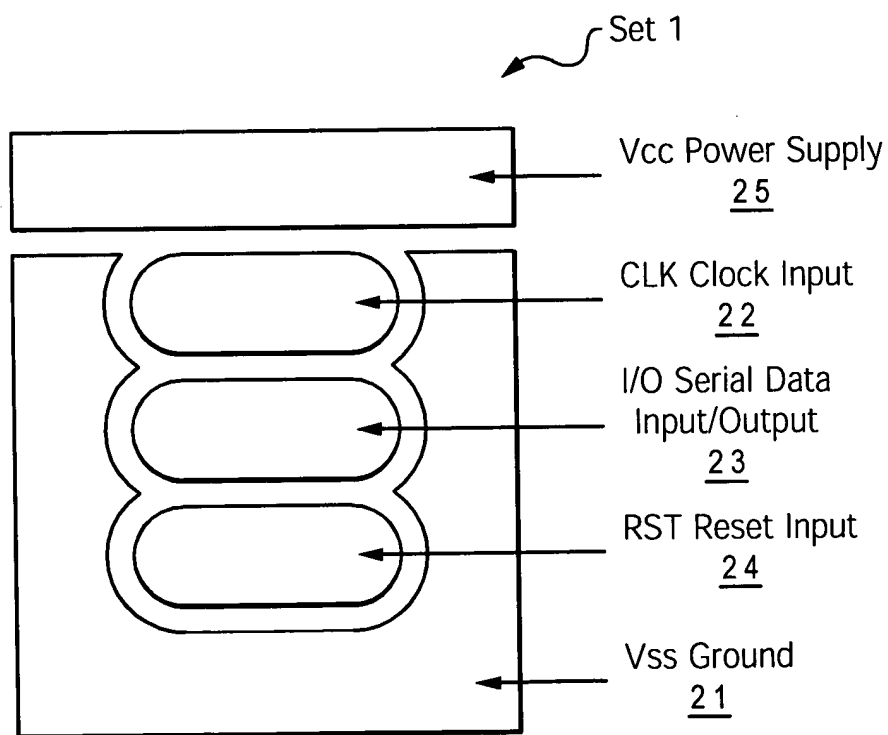 Set 1
Vcc Power Supply
25
CLK Clock Input
22
I/O Serial Data
Input/Output
23
RST Reset Input
24
Vss Ground
21